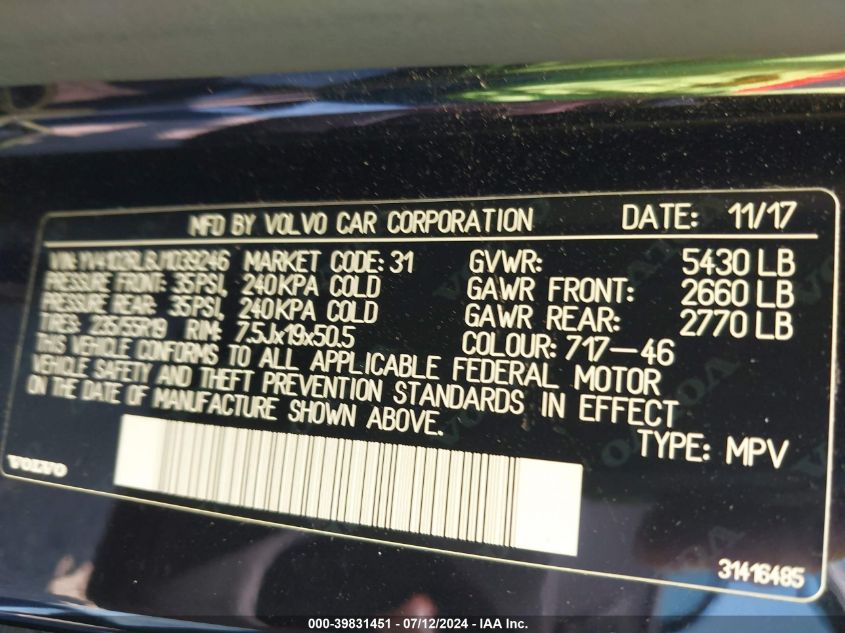 MFD BY VOLVO CAR CORPORATION DATE: 11/17
VIN: YV4102RLBJ1039246 MARKET CODE: 31 GVWR: 5430 LB
PRESSURE FRONT: 35PSI, 240KPA COLD GAWR FRONT: 2660 LB
PRESSURE REAR: 35PSI, 240KPA COLD GAWR REAR: 2770 LB
TIRES: 235/55R19 RIM: 7.5Jx19x50.5 COLOUR: 717-46
THIS VEHICLE CONFORMS TO ALL APPLICABLE FEDERAL MOTOR
VEHICLE SAFETY AND THEFT PREVENTION STANDARDS IN EFFECT
ON THE DATE OF MANUFACTURE SHOWN ABOVE.
TYPE: MPV
VOLVO
31416485
000-39831451 - 07/12/2024 - IAA Inc.